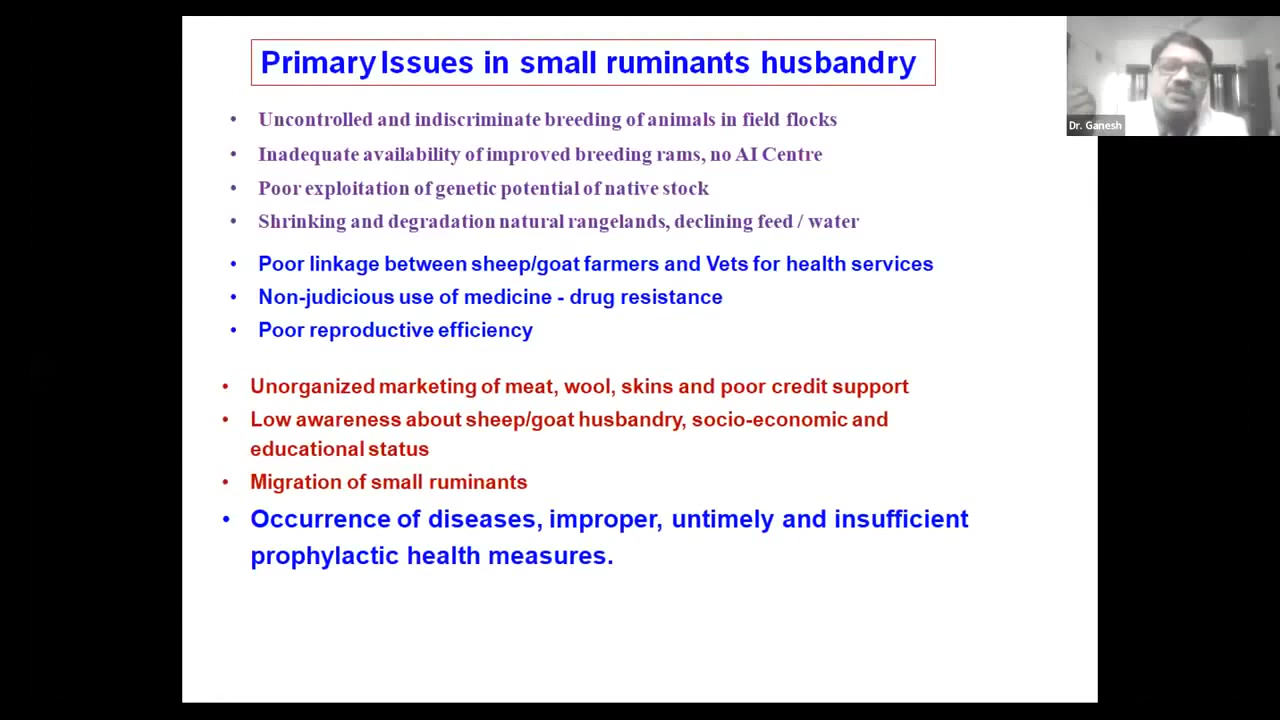 Primary Issues in small ruminants husbandry
Dr. Ganesh
• Uncontrolled and indiscriminate breeding of animals in field flocks
• Inadequate availability of improved breeding rams, no AI Centre
• Poor exploitation of genetic potential of native stock
• Shrinking and degradation natural rangelands, declining feed / water
• Poor linkage between sheep/goat farmers and Vets for health services
• Non-judicious use of medicine - drug resistance
• Poor reproductive efficiency
• Unorganized marketing of meat, wool, skins and poor credit support
• Low awareness about sheep/goat husbandry, socio-economic and
educational status
• Migration of small ruminants
• Occurrence of diseases, improper, untimely and insufficient
prophylactic health measures.